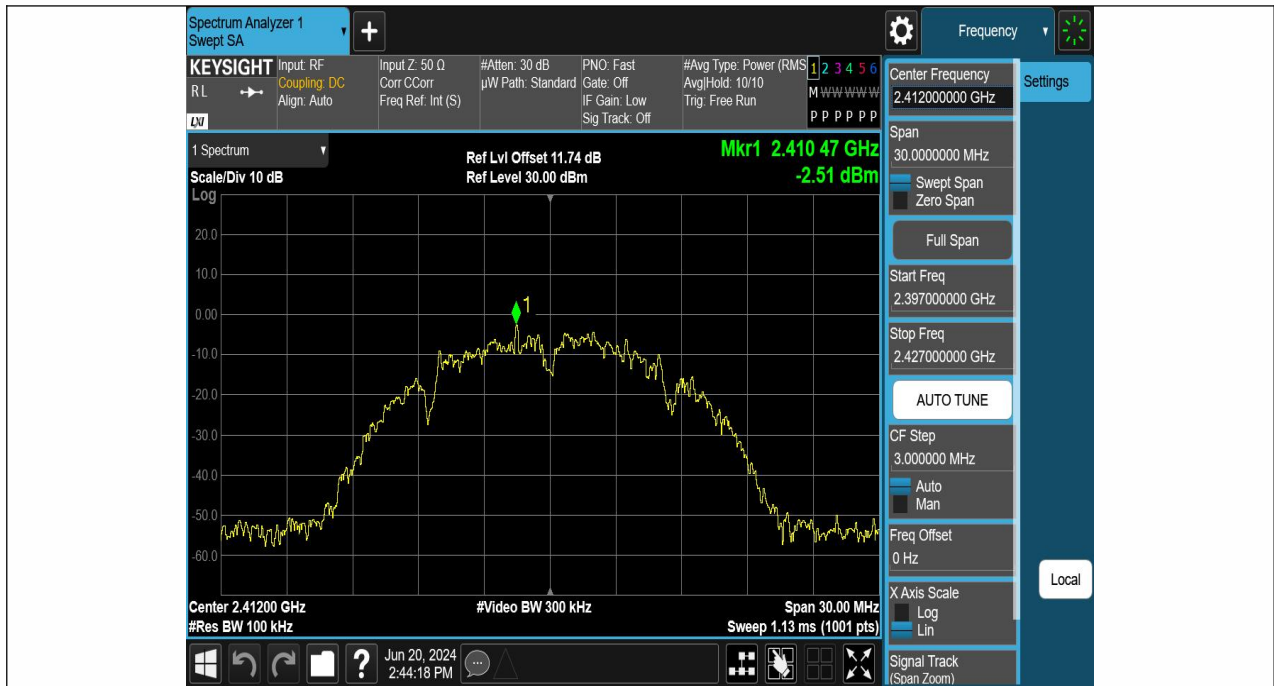 Spectrum Analyzer 1
Swept SA
+
Frequency
KEYSIGHT
RL
LXI
Input: RF
Coupling: DC
Align: Auto
Input Z: 50 Ω
Corr CCorr
Freq Ref: Int (S)
#Atten: 30 dB
µW Path: Standard
PNO: Fast
Gate: Off
IF Gain: Low
Sig Track: Off
#Avg Type: Power (RMS
Avg|Hold: 10/10
Trig: Free Run
1 2 3 4 5 6
M W W W W W
P P P P P P
1 Spectrum
Scale/Div 10 dB
Log
Ref Lvl Offset 11.74 dB
Ref Level 30.00 dBm
Mkr1 2.410 47 GHz
-2.51 dBm
20.0
10.0
0.00
-10.0
-20.0
-30.0
-40.0
-50.0
-60.0
1
Center 2.41200 GHz
#Res BW 100 kHz
#Video BW 300 kHz
Span 30.00 MHz
Sweep 1.13 ms (1001 pts)
Center Frequency
2.412000000 GHz
Span
30.0000000 MHz
Swept Span
Zero Span
Full Span
Start Freq
2.397000000 GHz
Stop Freq
2.427000000 GHz
AUTO TUNE
CF Step
3.000000 MHz
Auto
Man
Freq Offset
0 Hz
X Axis Scale
Log
Lin
Signal Track
(Span Zoom)
Settings
Local
?
Jun 20, 2024
2:44:18 PM